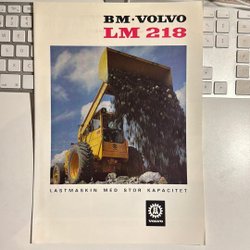 BM·VOLVO
LM 218
LASTMASKIN MED STOR KAPACITET
VOLVO